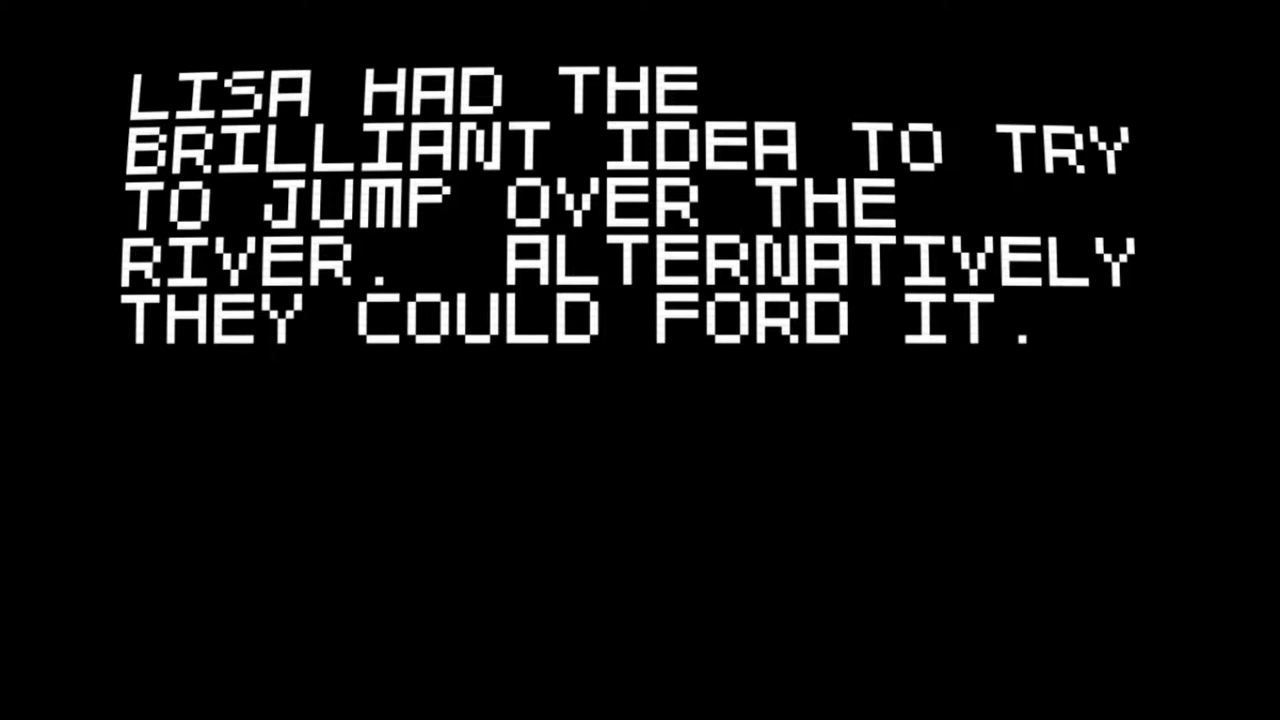 LISA HAD THE
BRILLIANT IDEA TO TRY
TO JUMP OVER THE
RIVER.  ALTERNATIVELY
THEY COULD FORD IT.